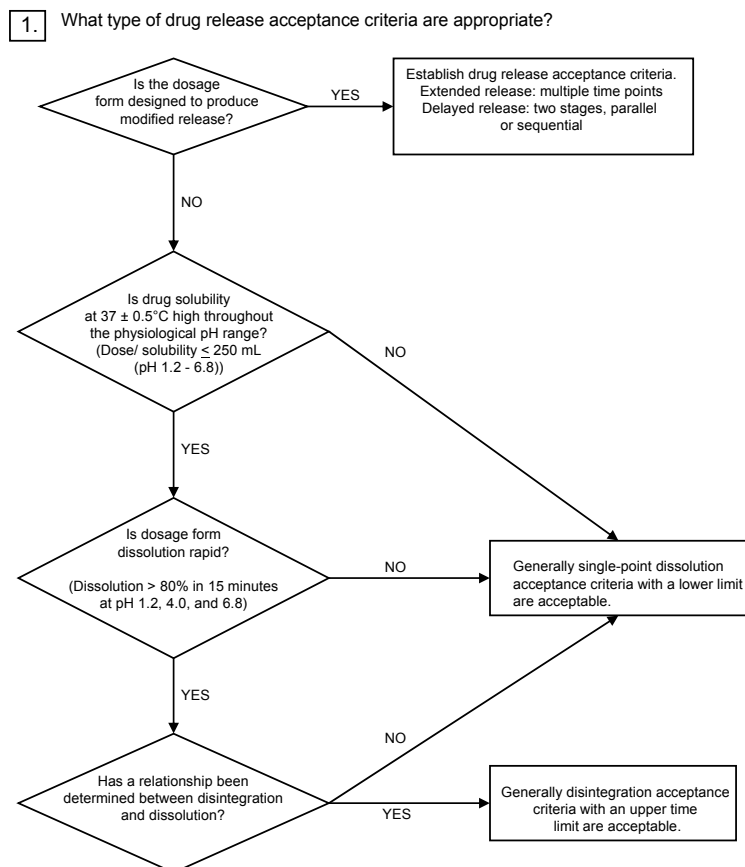 1. What type of drug release acceptance criteria are appropriate?
Is the dosage
form designed to produce
modified release?
YES
Establish drug release acceptance criteria.
Extended release: multiple time points
Delayed release: two stages, parallel
or sequential
NO
Is drug solubility
at 37 ± 0.5°C high throughout
the physiological pH range?
(Dose/ solubility ≤ 250 mL
(pH 1.2 - 6.8))
NO
YES
Is dosage form
dissolution rapid?
(Dissolution > 80% in 15 minutes
at pH 1.2, 4.0, and 6.8)
NO
Generally single-point dissolution
acceptance criteria with a lower limit
are acceptable.
YES
NO
Has a relationship been
determined between disintegration
and dissolution?
YES
Generally disintegration acceptance
criteria with an upper time
limit are acceptable.